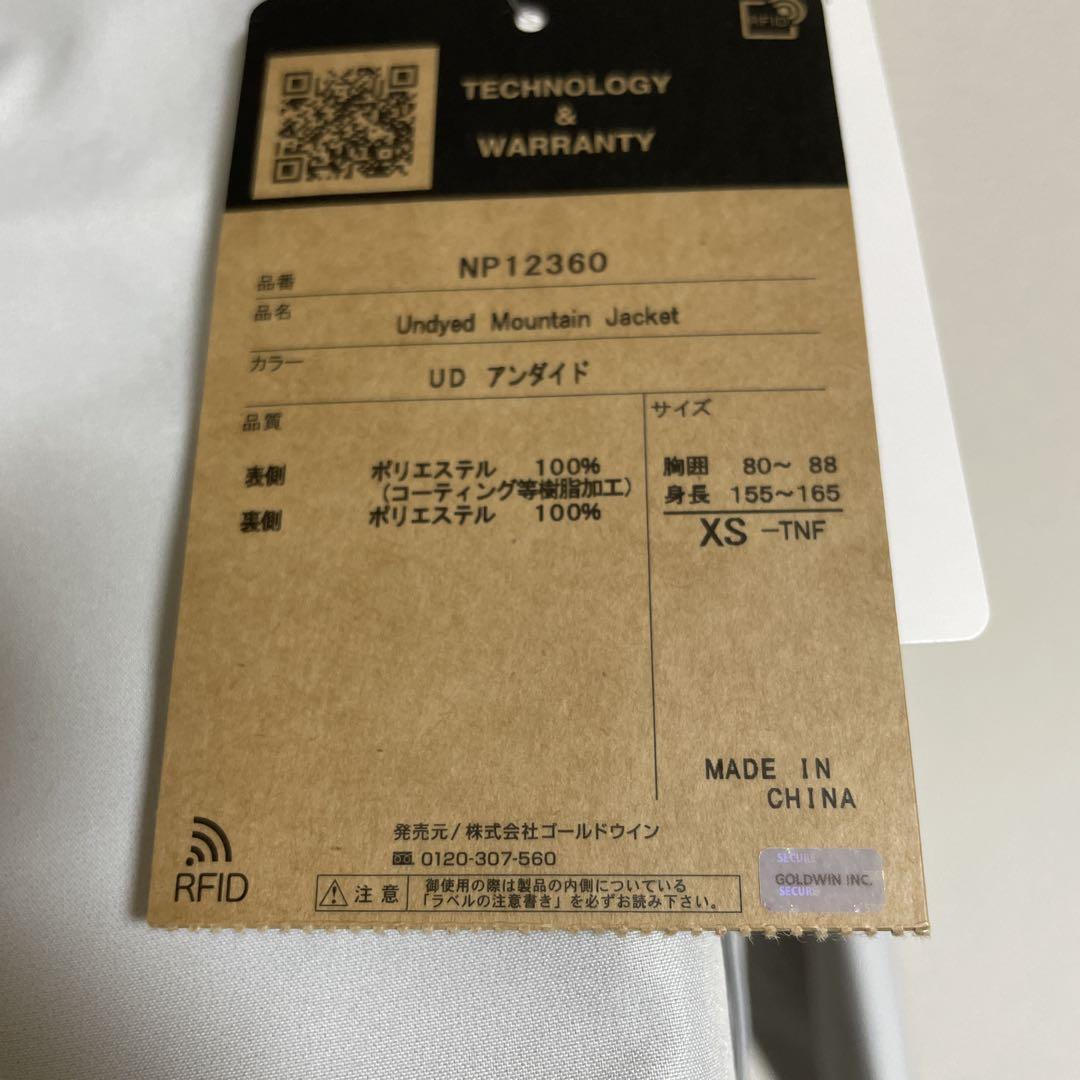 RFID
TECHNOLOGY
&
WARRANTY
品番 NP12360
品名 Undyed Mountain Jacket
カラー UD アンダイド
品質
表側 ポリエステル 100%
(コーティング等樹脂加工)
裏側 ポリエステル 100%
サイズ
胸囲 80~ 88
身長 155~165
XS -TNF
MADE IN
CHINA
発売元/株式会社ゴールドウイン
0120-307-560
RFID
注意
御使用の際は製品の内側についている
「ラベルの注意書き」を必ずお読み下さい。
SECURE
GOLDWIN INC.
SECURE